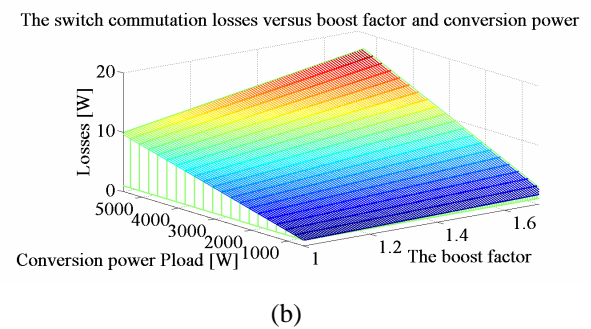 The switch commutation losses versus boost factor and conversion power
20
10
0
Losses [W]
5000
4000
3000
2000
1000
Conversion power Pload [W]
1
1.2
1.4
1.6
The boost factor
(b)